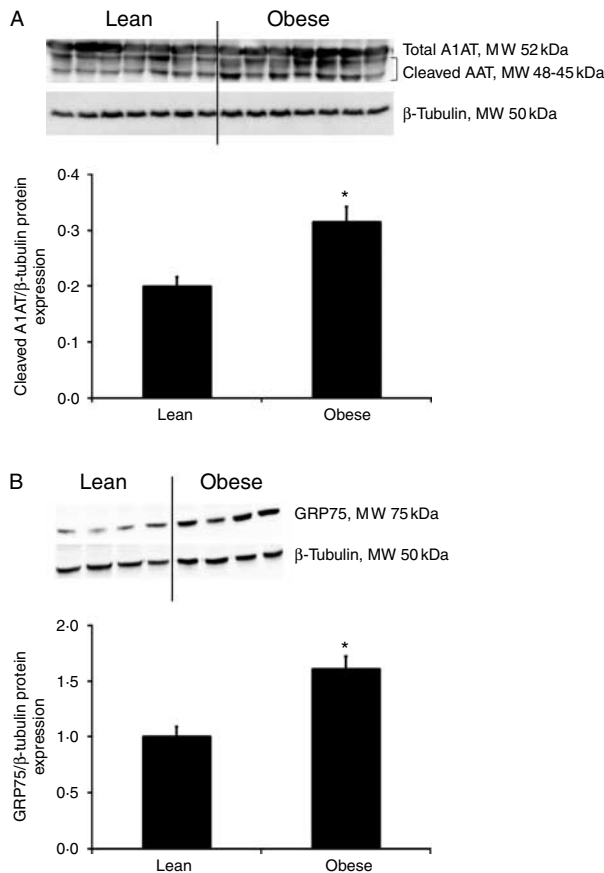 A
Lean Obese
Total A1AT, MW 52 kDa
Cleaved AAT, MW 48-45 kDa
β-Tubulin, MW 50 kDa
Cleaved A1AT/β-tubulin protein
expression
0·4
*
0·3
0·2
0·1
0·0
Lean Obese
B
Lean Obese
GRP75, MW 75 kDa
β-Tubulin, MW 50 kDa
GRP75/β-tubulin protein
expression
2·0
*
1·5
1·0
0·5
0·0
Lean Obese